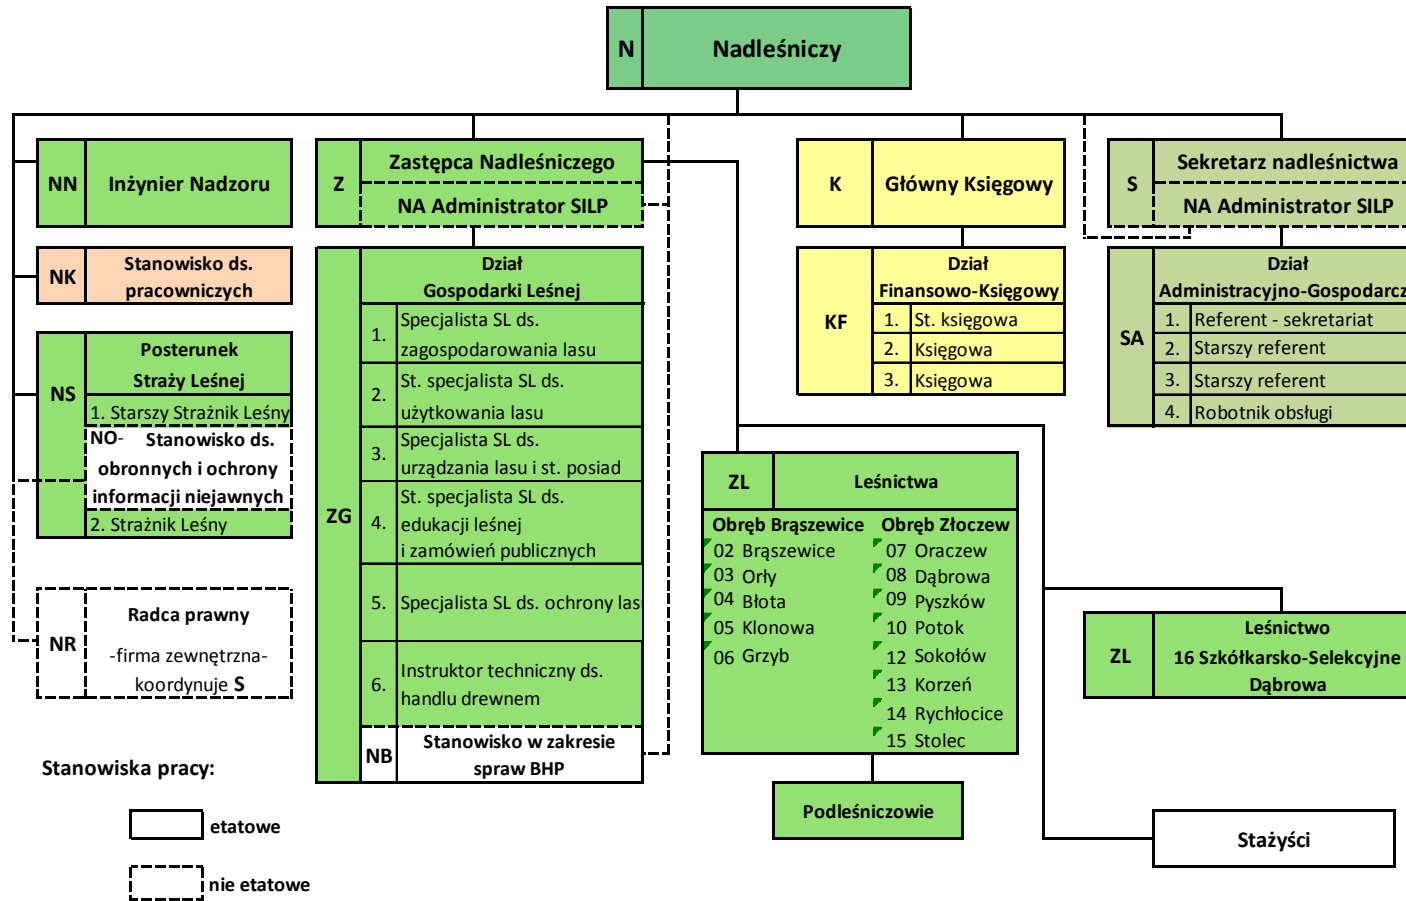 N Nadleśniczy
NN Inżynier Nadzoru
Z Zastępca Nadleśniczego
NA Administrator SILP
K Główny Księgowy
S Sekretarz nadleśnictwa
NA Administrator SILP
NK Stanowisko ds.
pracowniczych
NS Posterunek
Straży Leśnej
1. Starszy Strażnik Leśny
NO- Stanowisko ds.
obronnych i ochrony
informacji niejawnych
2. Strażnik Leśny
NR Radca prawny
-firma zewnętrzna-
koordynuje S
ZG Dział
Gospodarki Leśnej
1. Specjalista SL ds.
zagospodarowania lasu
2. St. specjalista SL ds.
użytkowania lasu
3. Specjalista SL ds.
urządzania lasu i st. posiad
4. St. specjalista SL ds.
edukacji leśnej
i zamówień publicznych
5. Specjalista SL ds. ochrony las
6. Instruktor techniczny ds.
handlu drewnem
NB Stanowisko w zakresie
spraw BHP
KF Dział
Finansowo-Księgowy
1. St. księgowa
2. Księgowa
3. Księgowa
SA Dział
Administracyjno-Gospodarcz
1. Referent - sekretariat
2. Starszy referent
3. Starszy referent
4. Robotnik obsługi
ZL Leśnictwa
Obręb Brąszewice
02 Brąszewice
03 Orły
04 Błota
05 Klonowa
06 Grzyb
Obręb Złoczew
07 Oraczew
08 Dąbrowa
09 Pyszków
10 Potok
12 Sokołów
13 Korzeń
14 Rychłocice
15 Stolec
Podleśniczowie
ZL Leśnictwo
16 Szkółkarsko-Selekcyjne
Dąbrowa
Stażyści
Stanowiska pracy:
etatowe
nie etatowe